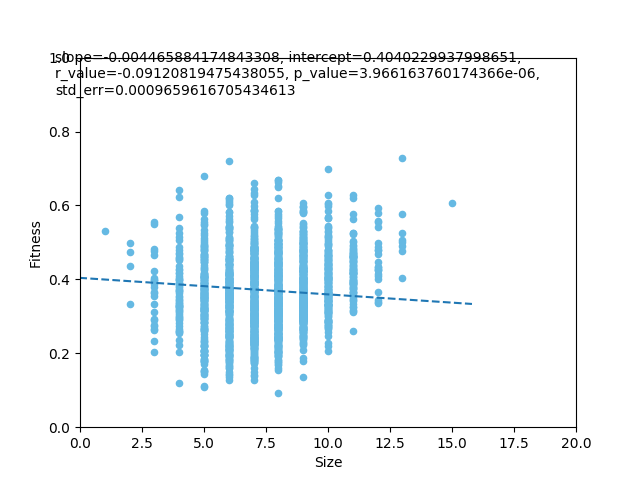 slope=-0.004465884174843308, intercept=0.4040229937998651,
r_value=-0.09120819475438055, p_value=3.966163760174366e-06,
std_err=0.0009659616705434613
1.0
0.8
0.6
0.4
0.2
0.0
Fitness
0.0 2.5 5.0 7.5 10.0 12.5 15.0 17.5 20.0
Size